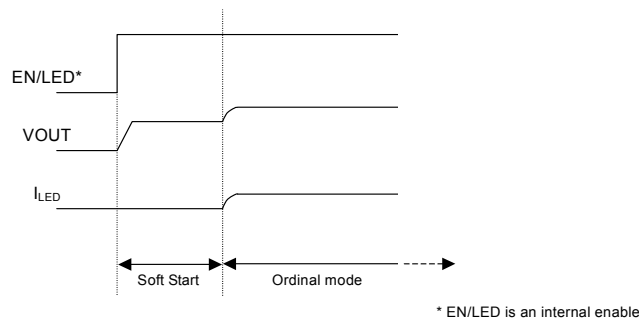 EN/LED*
VOUT
ILED
Soft Start
Ordinal mode
* EN/LED is an internal enable